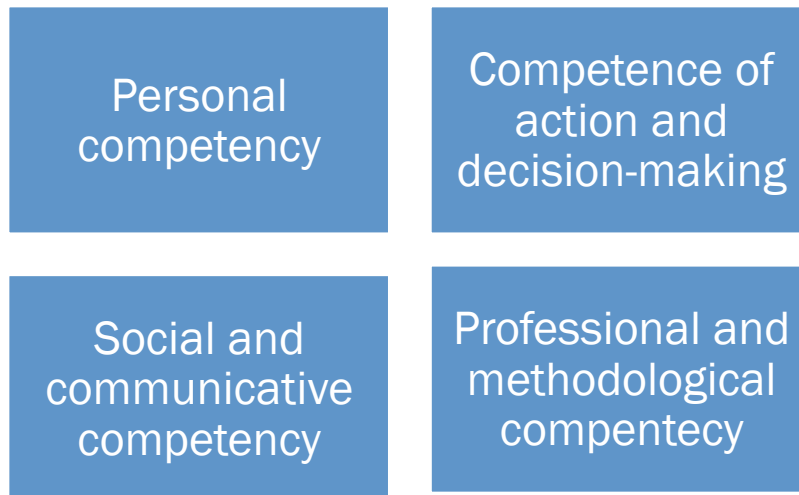 Personal
competency
Competence of
action and
decision-making
Social and
communicative
competency
Professional and
methodological
compentecy